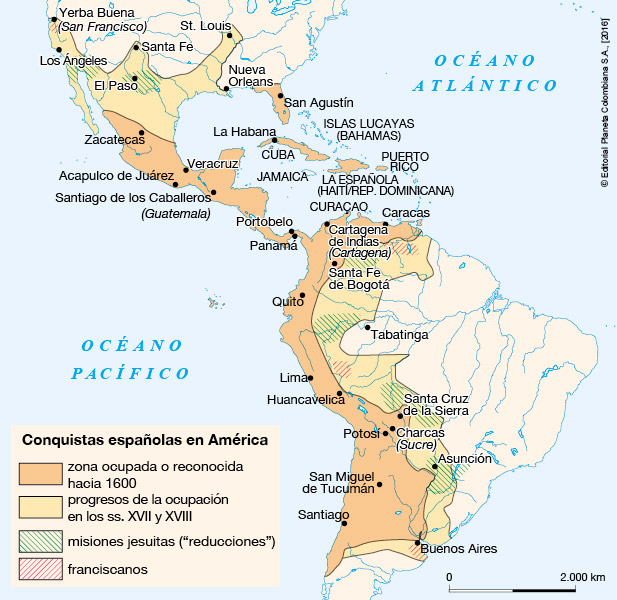 Yerba Buena
(San Francisco)
St. Louis
Santa Fe
Los Ángeles
El Paso
Nueva
Orleans
San Agustín
OCÉANO
ATLÁNTICO
© Editorial Planeta Colombiana S.A., [2016]
La Habana
ISLAS LUCAYAS
(BAHAMAS)
Zacatecas
CUBA
Veracruz
PUERTO
RICO
Acapulco de Juárez
JAMAICA
LA ESPAÑOLA
(HAITÍ/REP. DOMINICANA)
Santiago de los Caballeros
(Guatemala)
CURAÇAO
Caracas
Portobelo
Panamá
Cartagena
de Indias
(Cartagena)
Santa Fe
de Bogotá
Quito
Tabatinga
OCÉANO
PACÍFICO
Lima
Huancavelica
Santa Cruz
de la Sierra
Potosí
Charcas
(Sucre)
Asunción
San Miguel
de Tucumán
Santiago
Buenos Aires
Conquistas españolas en América
zona ocupada o reconocida
hacia 1600
progresos de la ocupación
en los ss. XVII y XVIII
misiones jesuitas (“reducciones”)
franciscanos
0
2.000 km